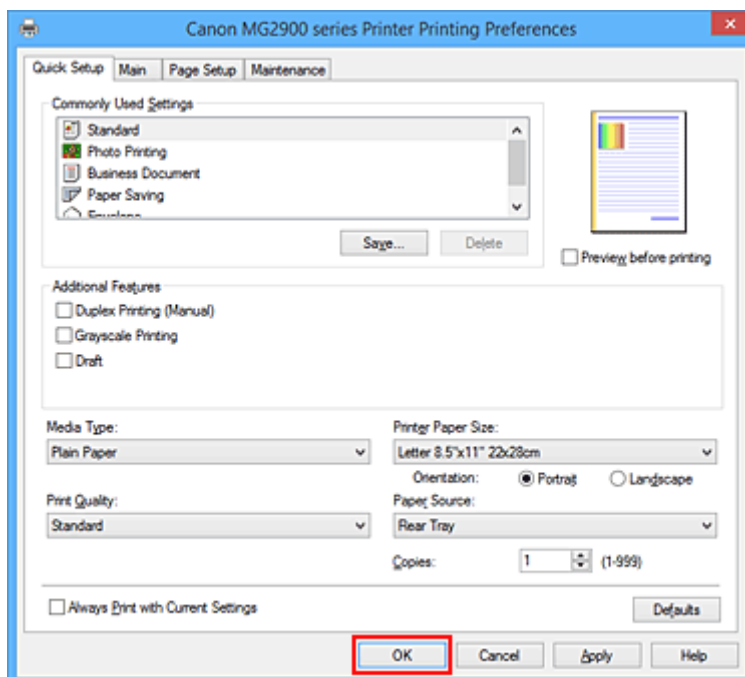 Canon MG2900 series Printer Printing Preferences
Quick Setup Main Page Setup Maintenance
Commonly Used Settings
Standard
Photo Printing
Business Document
Paper Saving
Envelope
Save... Delete
Preview before printing
Additional Features
Duplex Printing (Manual)
Grayscale Printing
Draft
Media Type:
Plain Paper
Printer Paper Size:
Letter 8.5"x11" 22x28cm
Orientation: Portrait Landscape
Print Quality:
Standard
Paper Source:
Rear Tray
Copies: 1 (1-999)
Always Print with Current Settings
Defaults
OK Cancel Apply Help